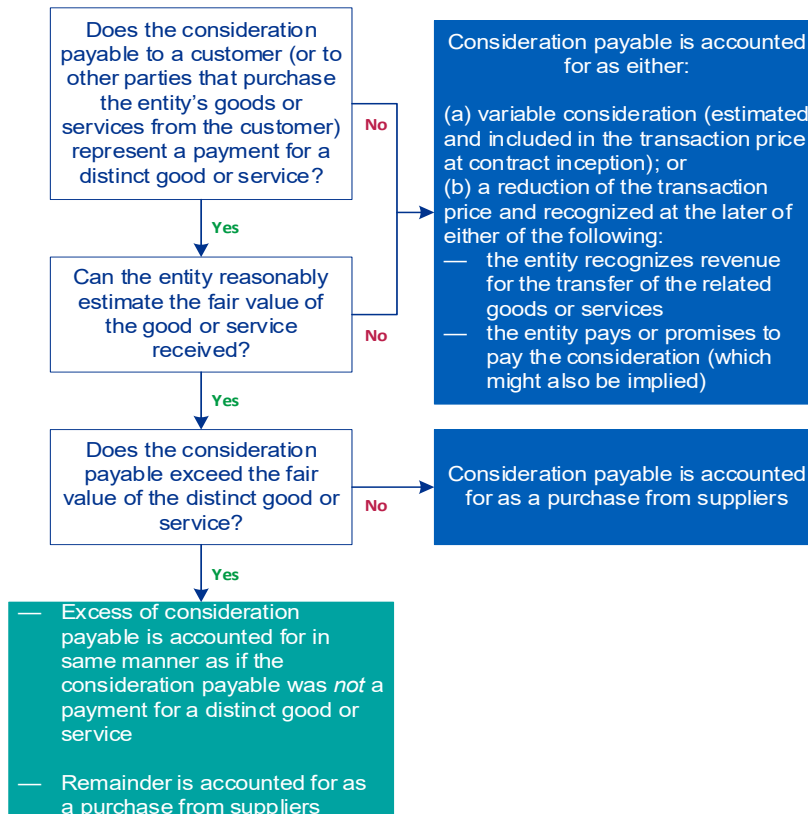 Does the consideration
payable to a customer (or to
other parties that purchase
the entity's goods or
services from the customer)
represent a payment for a
distinct good or service?
No
Yes
Consideration payable is accounted
for as either:
(a) variable consideration (estimated
and included in the transaction price
at contract inception); or
(b) a reduction of the transaction
price and recognized at the later of
either of the following:
— the entity recognizes revenue
for the transfer of the related
goods or services
— the entity pays or promises to
pay the consideration (which
might also be implied)
Can the entity reasonably
estimate the fair value of
the good or service
received?
No
Yes
Does the consideration
payable exceed the fair
value of the distinct good or
service?
No
Yes
Consideration payable is accounted
for as a purchase from suppliers
— Excess of consideration
payable is accounted for in
same manner as if the
consideration payable was not a
payment for a distinct good or
service
— Remainder is accounted for as
a purchase from suppliers